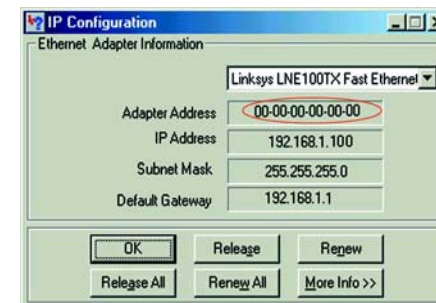 IP Configuration
Ethernet Adapter Information
Linksys LNE100TX Fast Ethernet
Adapter Address 00-00-00-00-00-00
IP Address 192.168.1.100
Subnet Mask 255.255.255.0
Default Gateway 192.168.1.1
OK Release Renew
Release All Renew All More Info >>